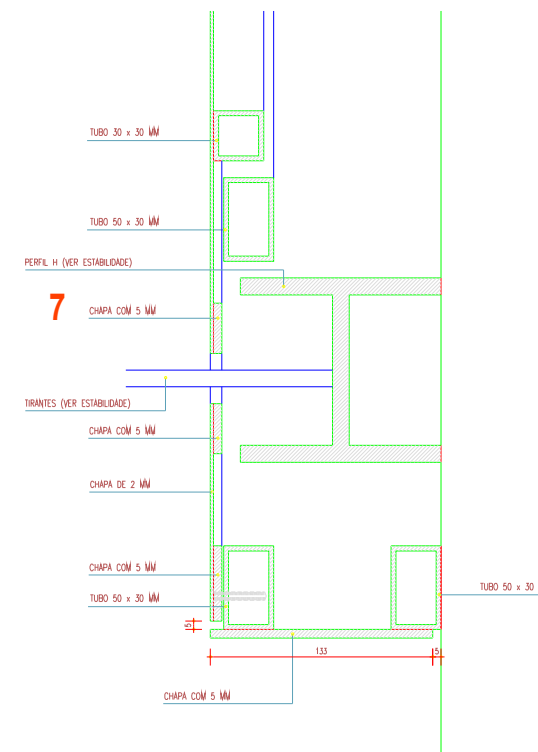 TUBO 30 x 30 MM
TUBO 50 x 30 MM
PERFIL H (VER ESTABILIDADE)
7
CHAPA COM 5 MM
TIRANTES (VER ESTABILIDADE)
CHAPA COM 5 MM
CHAPA DE 2 MM
CHAPA COM 5 MM
TUBO 50 x 30
TUBO 50 x 30 MM
5
133
5
CHAPA COM 5 MM